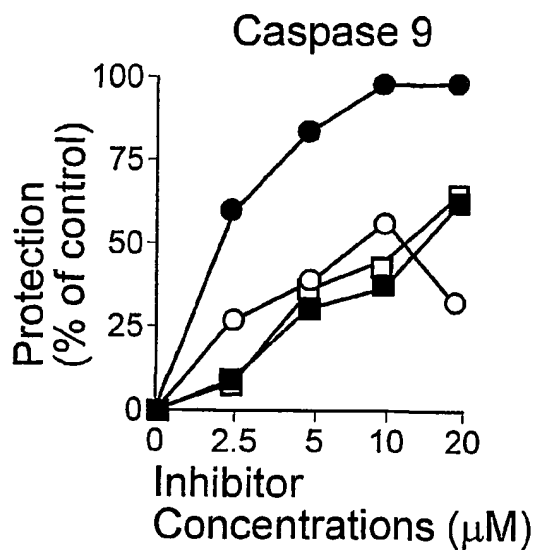 Caspase 9
Protection
(% of control)
100
75
50
25
0
0 2.5 5 10 20
Inhibitor
Concentrations (μM)